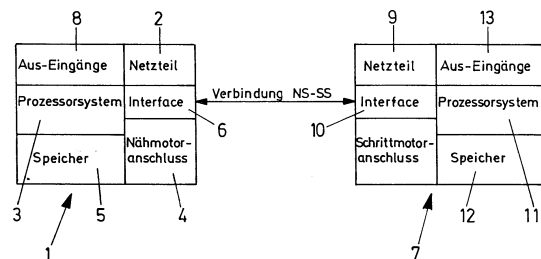 8 2 9 13
Aus-Eingänge Netzteil Netzteil Aus-Eingänge
Prozessorsystem Interface Verbindung NS-SS Interface Prozessorsystem
6 10
Speicher Nähmotor-
anschluss Schrittmotor-
anschluss Speicher
3 5 4 12 11
1 7